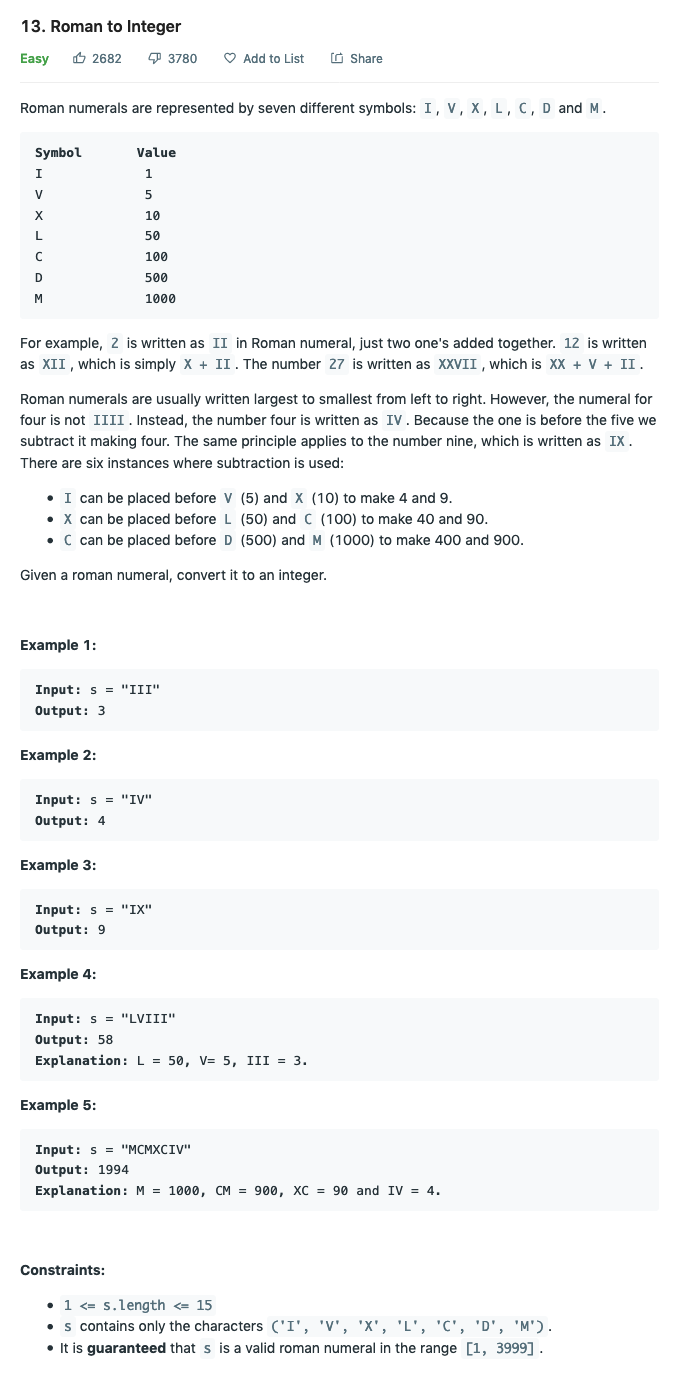 13. Roman to Integer
Easy 2682 3780 Add to List Share
Roman numerals are represented by seven different symbols: I, V, X, L, C, D and M.
Symbol Value
I 1
V 5
X 10
L 50
C 100
D 500
M 1000
For example, 2 is written as II in Roman numeral, just two one's added together. 12 is written
as XII, which is simply X + II. The number 27 is written as XXVII, which is XX + V + II.
Roman numerals are usually written largest to smallest from left to right. However, the numeral for
four is not IIII. Instead, the number four is written as IV. Because the one is before the five we
subtract it making four. The same principle applies to the number nine, which is written as IX.
There are six instances where subtraction is used:
• I can be placed before V (5) and X (10) to make 4 and 9.
• X can be placed before L (50) and C (100) to make 40 and 90.
• C can be placed before D (500) and M (1000) to make 400 and 900.
Given a roman numeral, convert it to an integer.
Example 1:
Input: s = "III"
Output: 3
Example 2:
Input: s = "IV"
Output: 4
Example 3:
Input: s = "IX"
Output: 9
Example 4:
Input: s = "LVIII"
Output: 58
Explanation: L = 50, V= 5, III = 3.
Example 5:
Input: s = "MCMXCIV"
Output: 1994
Explanation: M = 1000, CM = 900, XC = 90 and IV = 4.
Constraints:
• 1 <= s.length <= 15
• s contains only the characters ('I', 'V', 'X', 'L', 'C', 'D', 'M').
• It is guaranteed that s is a valid roman numeral in the range [1, 3999].